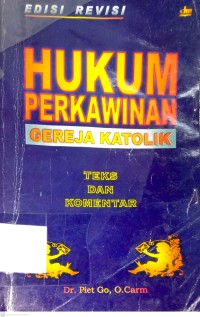 EDISI REVISI
HUKUM
PERKAWINAN
GEREJA KATOLIK
TEKS
DAN
KOMENTAR
Dr. Piet Go, O.Carm